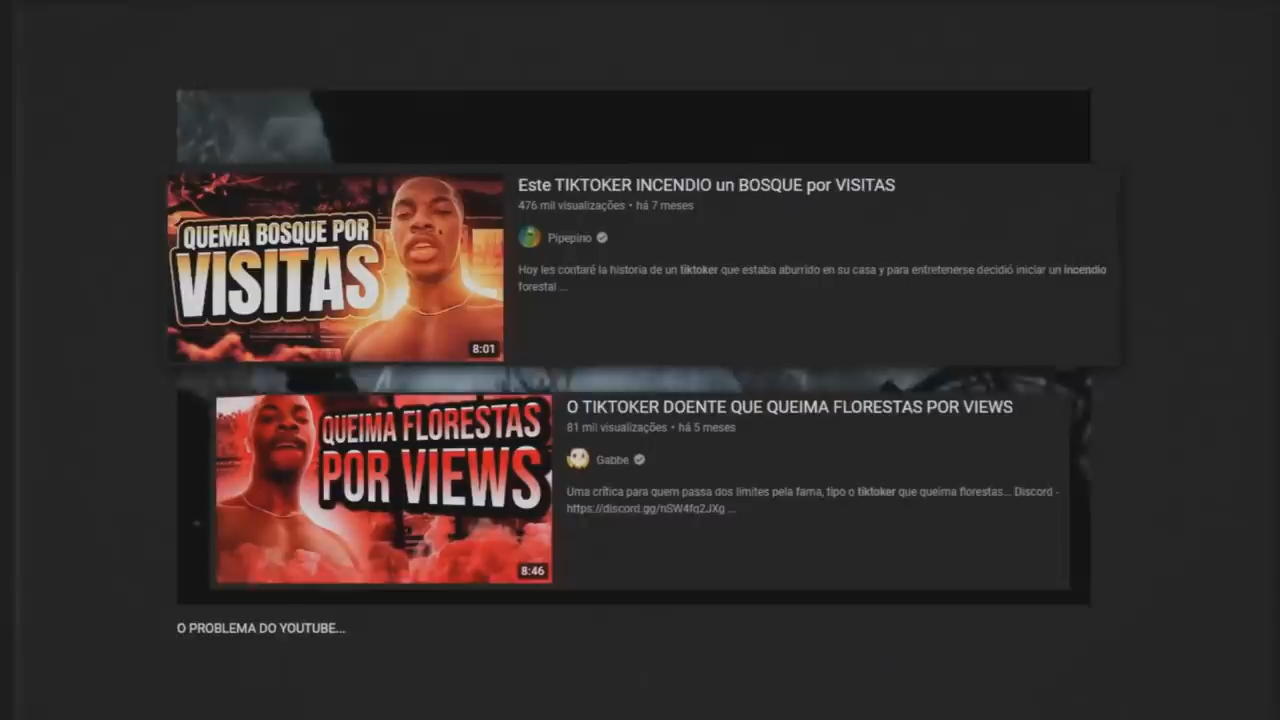 Este TIKTOKER INCENDIO un BOSQUE por VISITAS
476 mil visualizações • há 7 meses
Pipepino
Hoy les contaré la historia de un tiktoker que estaba aburrido en su casa y para entretenerse decidió iniciar un incendio
forestal ...
QUEMA BOSQUE POR
VISITAS
8:01
O TIKTOKER DOENTE QUE QUEIMA FLORESTAS POR VIEWS
81 mil visualizações • há 5 meses
Gabbe
Uma crítica para quem passa dos limites pela fama, tipo o tiktoker que queima florestas... Discord -
https://discord.gg/nSW4fq2JXg ...
QUEIMA FLORESTAS
POR VIEWS
8:46
O PROBLEMA DO YOUTUBE...